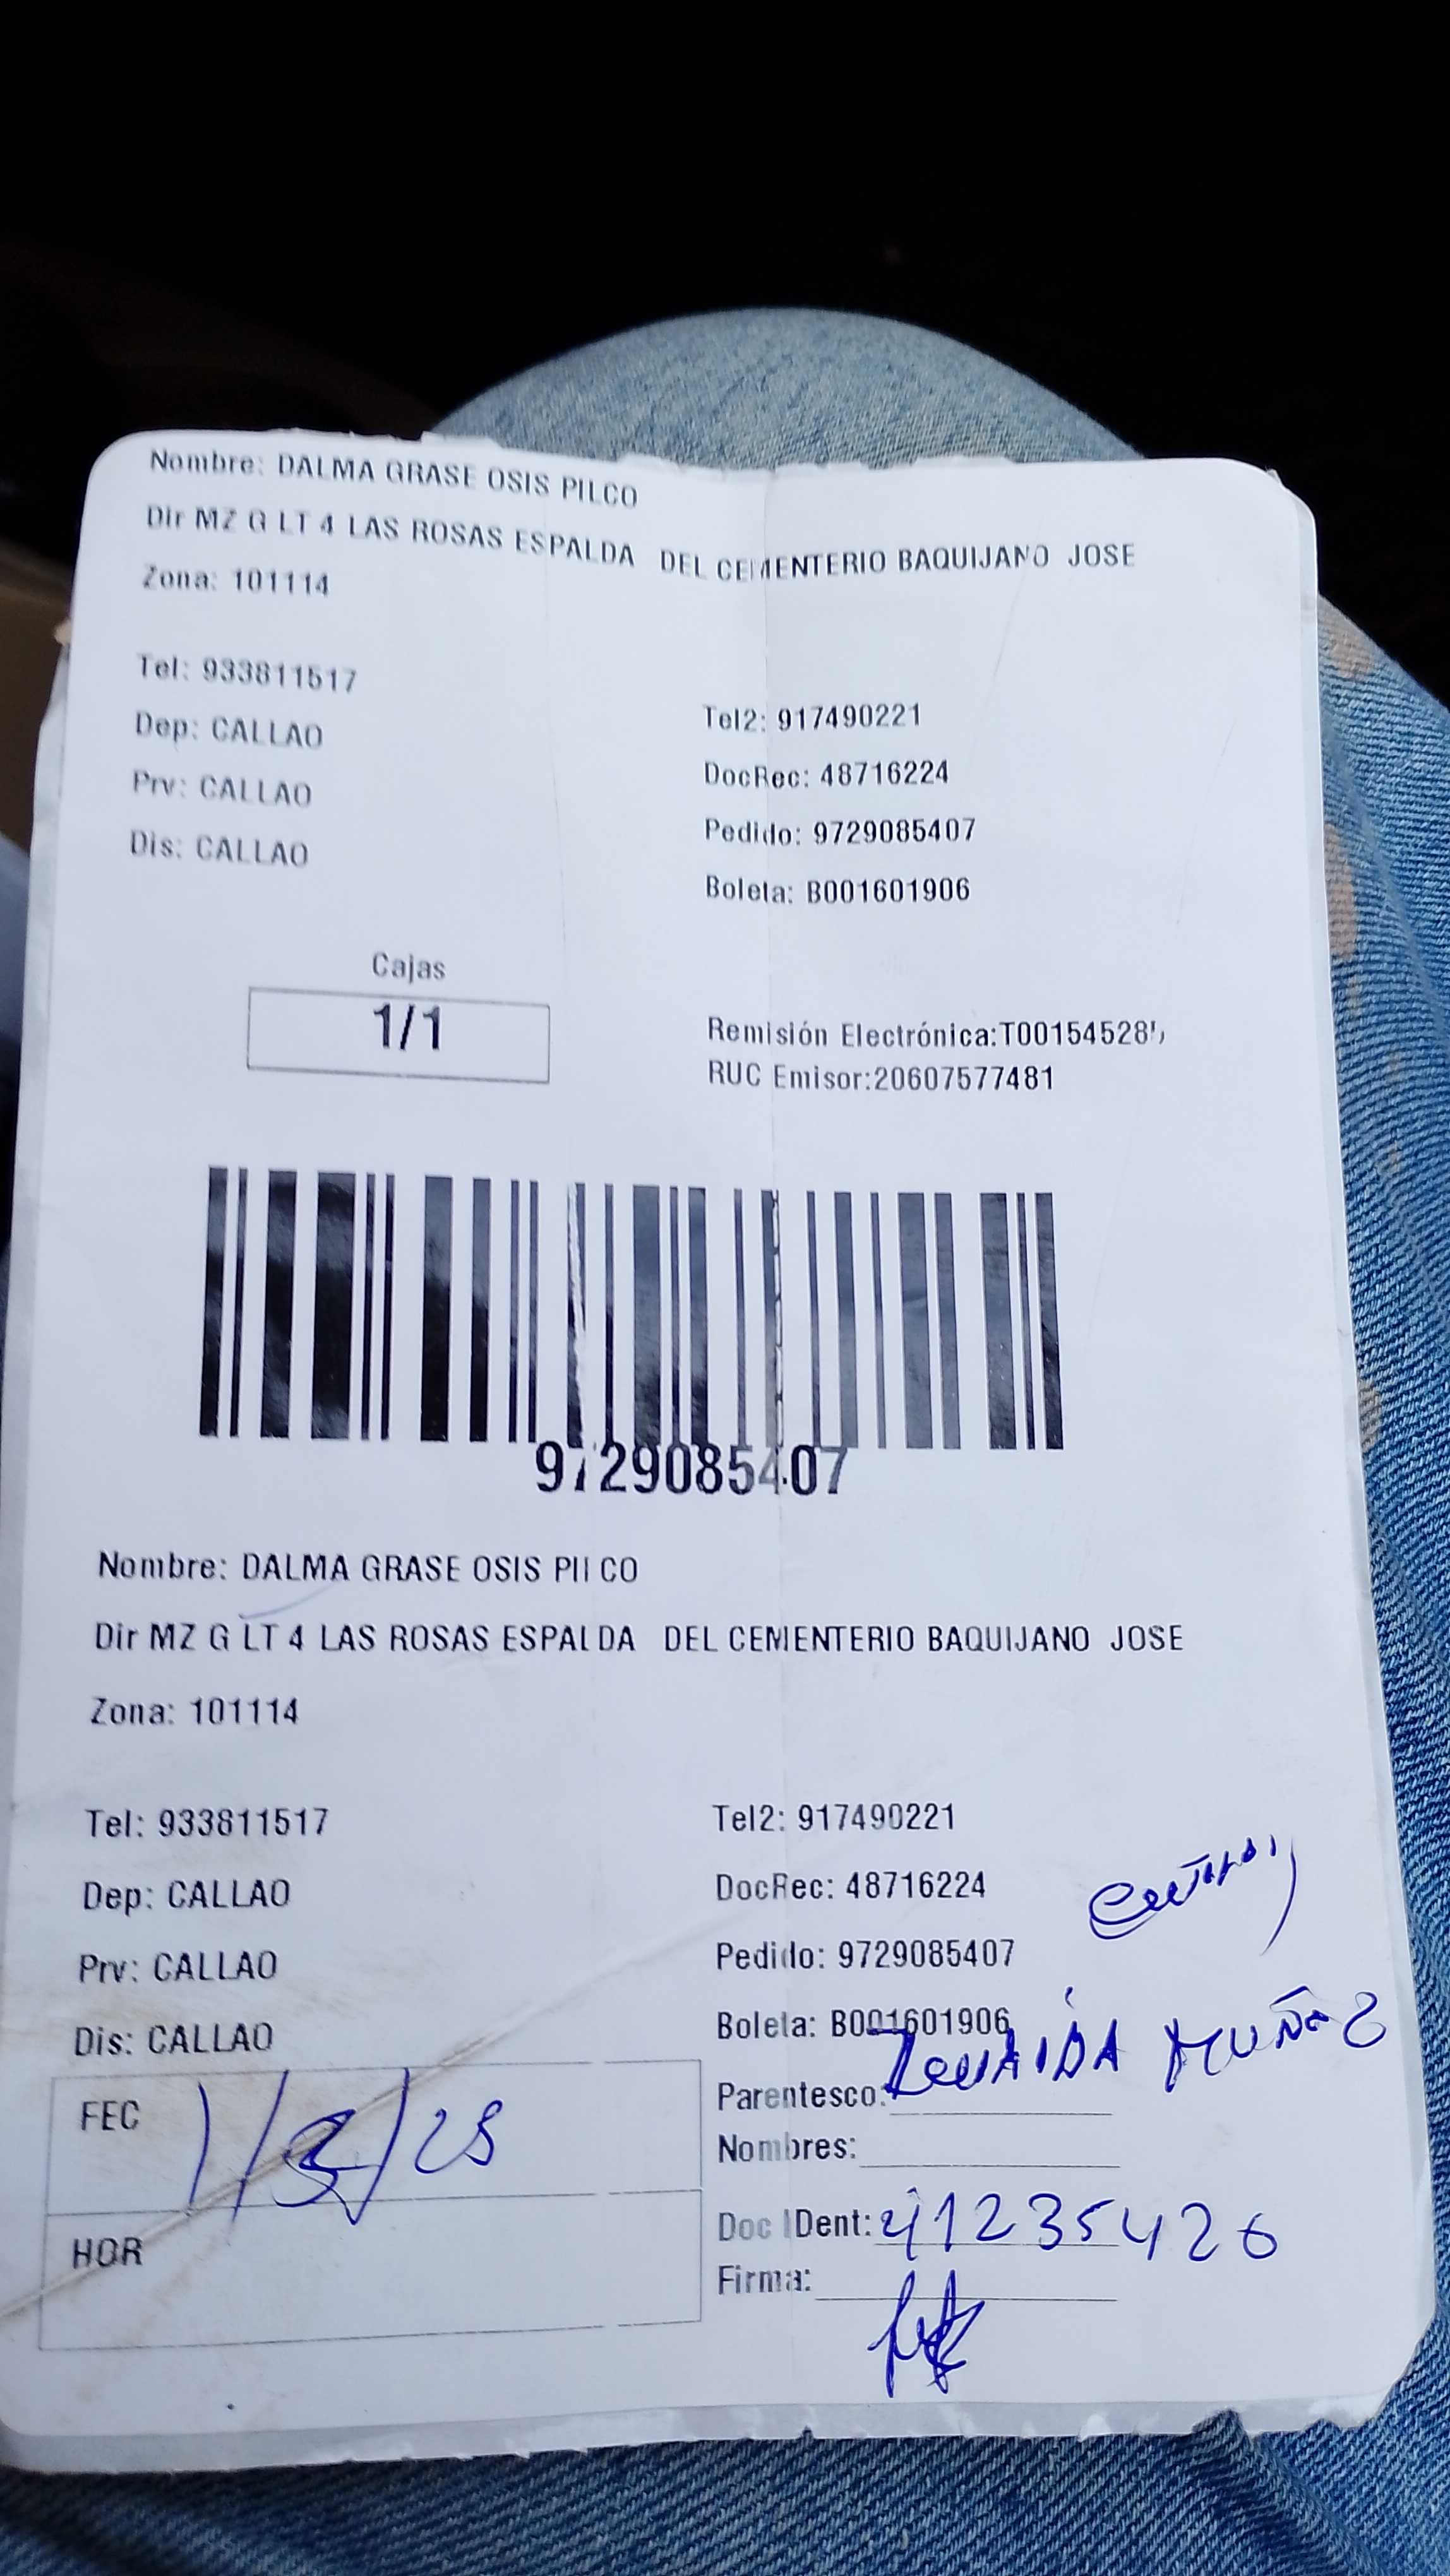 Nombre: DALMA GRASE OSIS PILCO
Dir MZ G LT 4 LAS ROSAS ESPALDA DEL CEMENTERIO BAQUIJANO JOSE
Zona: 101114
Tel: 933811517
Tel2: 917490221
Dep: CALLAO
DocRec: 48716224
Prv: CALLAO
Pedido: 9729085407
Dis: CALLAO
Boleta: B001601906
Cajas
1/1
Remisión Electrónica:T001545285
RUC Emisor:20607577481
9729085407
Nombre: DALMA GRASE OSIS PILCO
Dir MZ G LT 4 LAS ROSAS ESPALDA DEL CEMENTERIO BAQUIJANO JOSE
Zona: 101114
Tel: 933811517
Tel2: 917490221
Dep: CALLAO
DocRec: 48716224
Prv: CALLAO
Pedido: 9729085407
Dis: CALLAO
Boleta: B001601906
FEC
Parentesco: MUÑOZ
Nombres:
Doc IDent: 41235426
HOR
Firma: